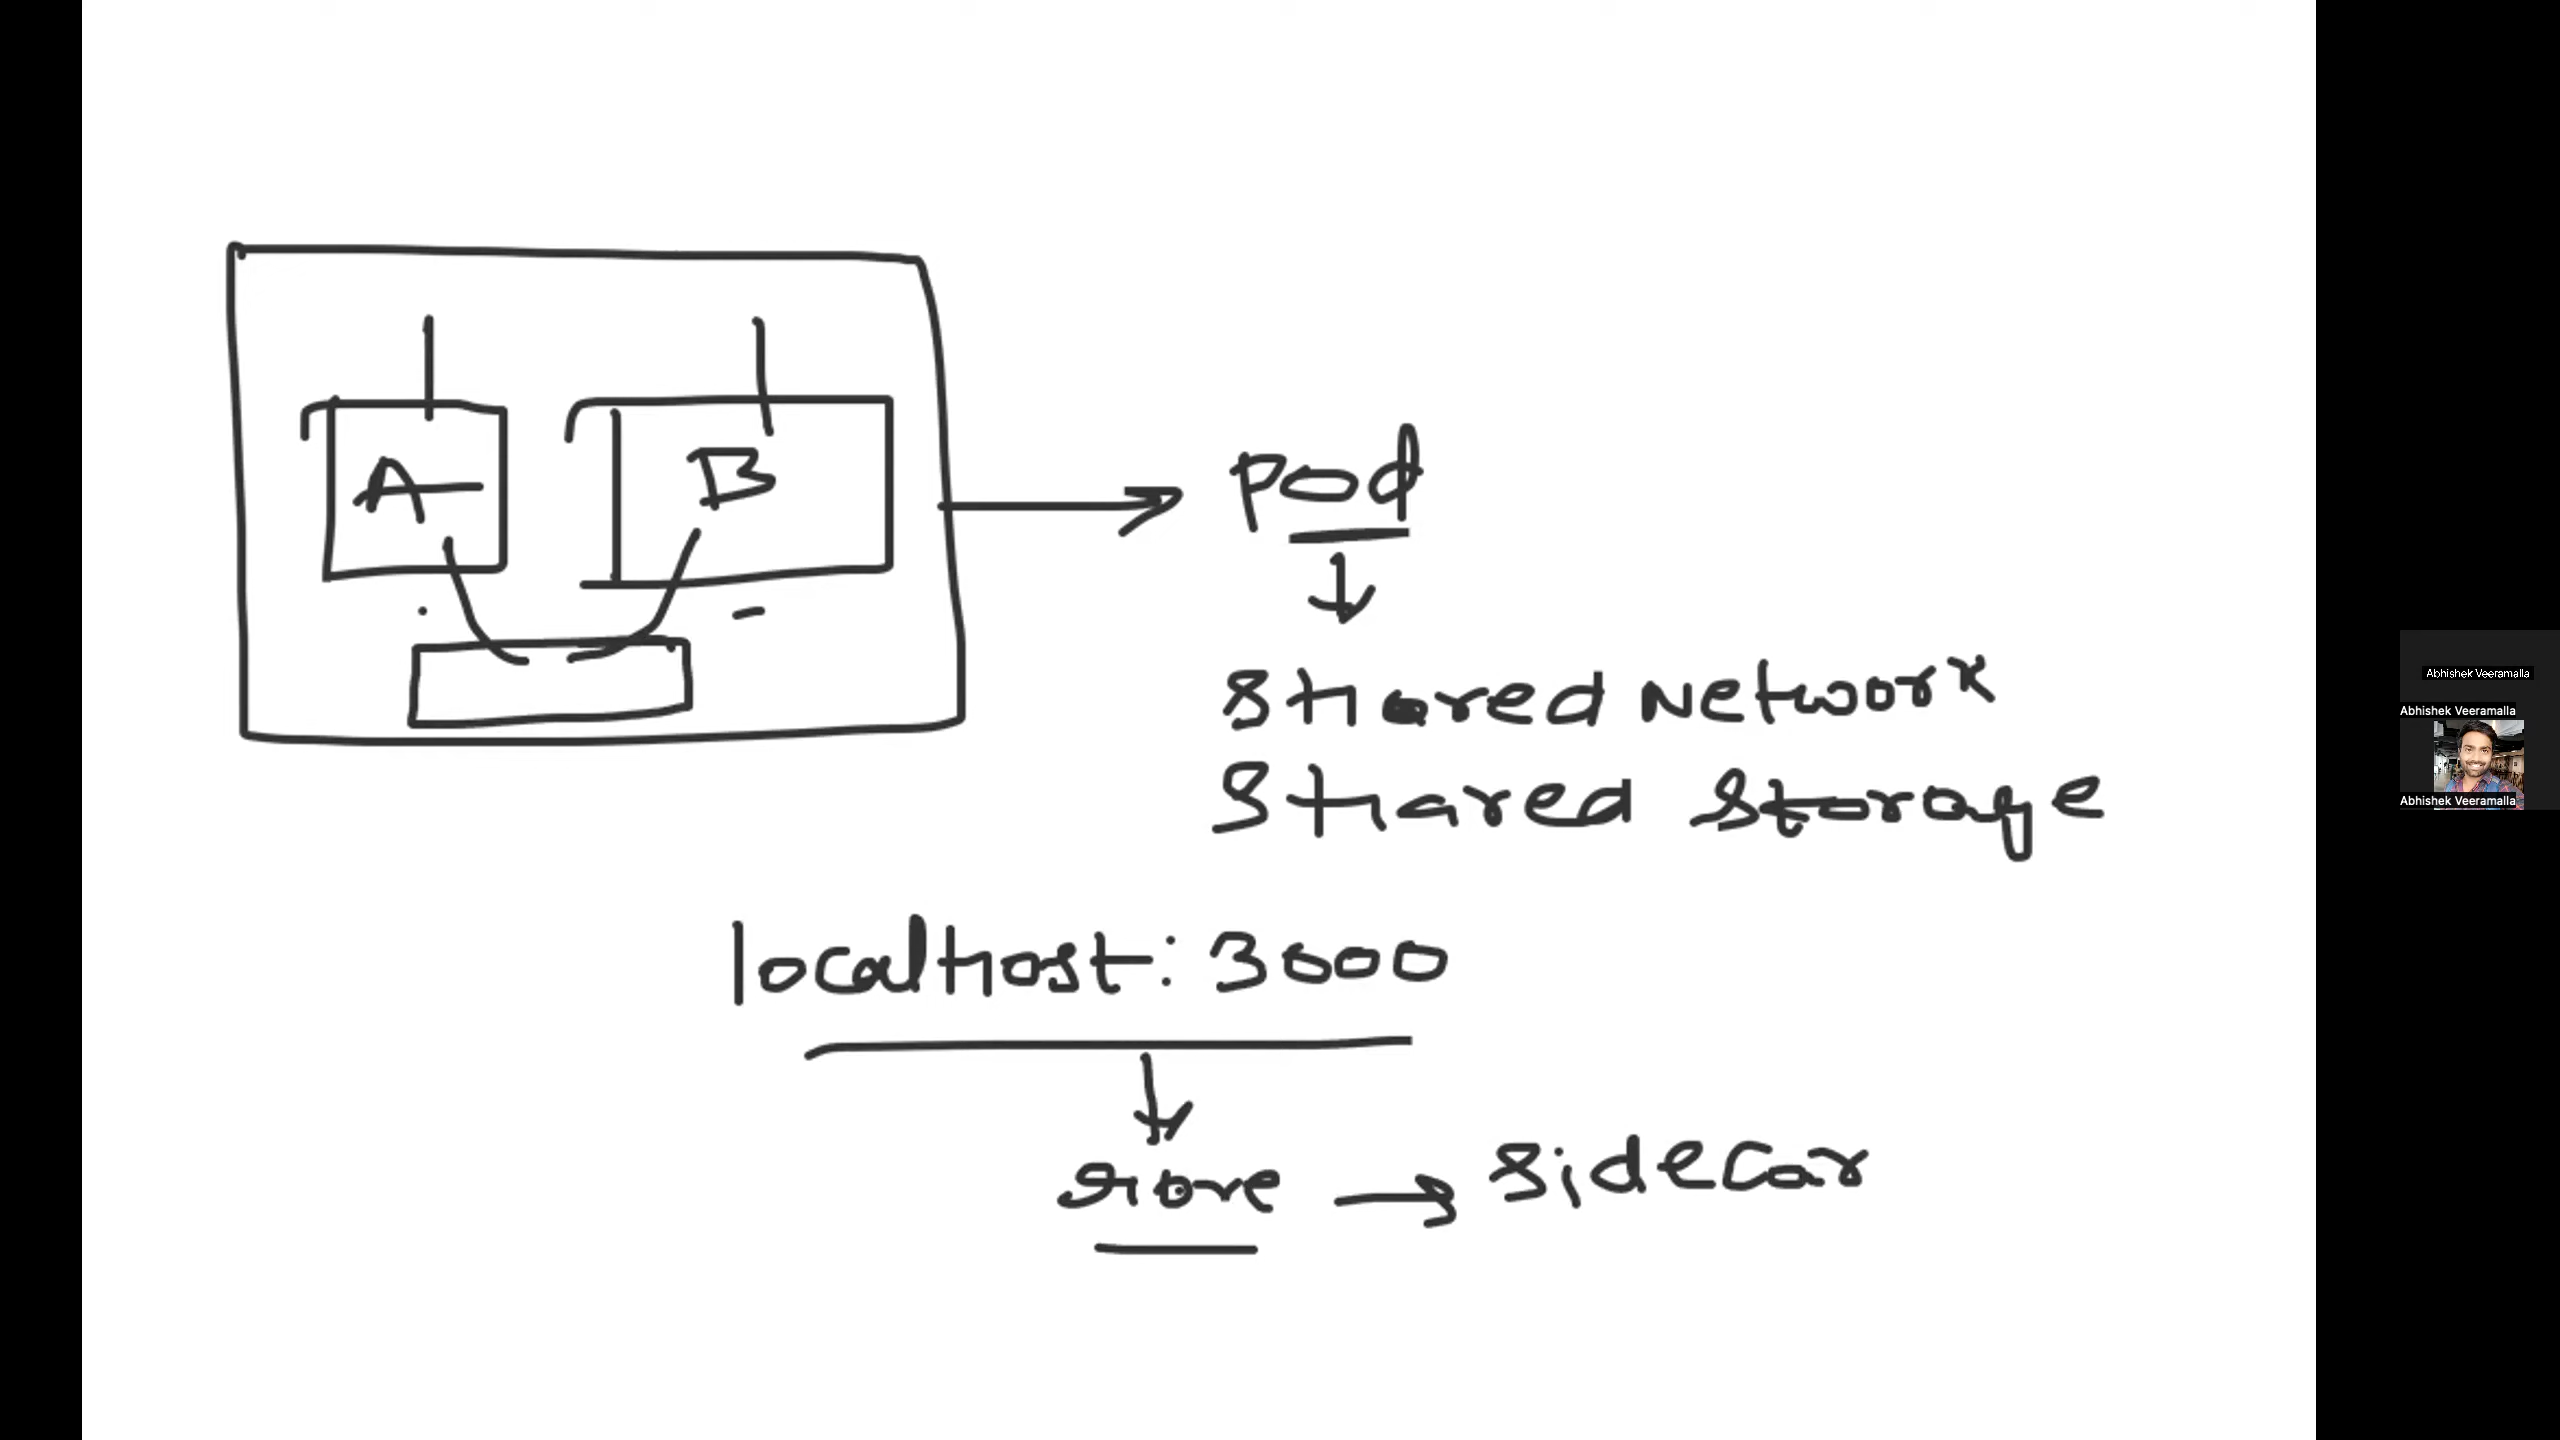 A B
pod
shared network
shared storage
localhost: 3000
→ sidecar
Abhishek Veeramalla
Abhishek Veeramalla
Abhishek Veeramalla